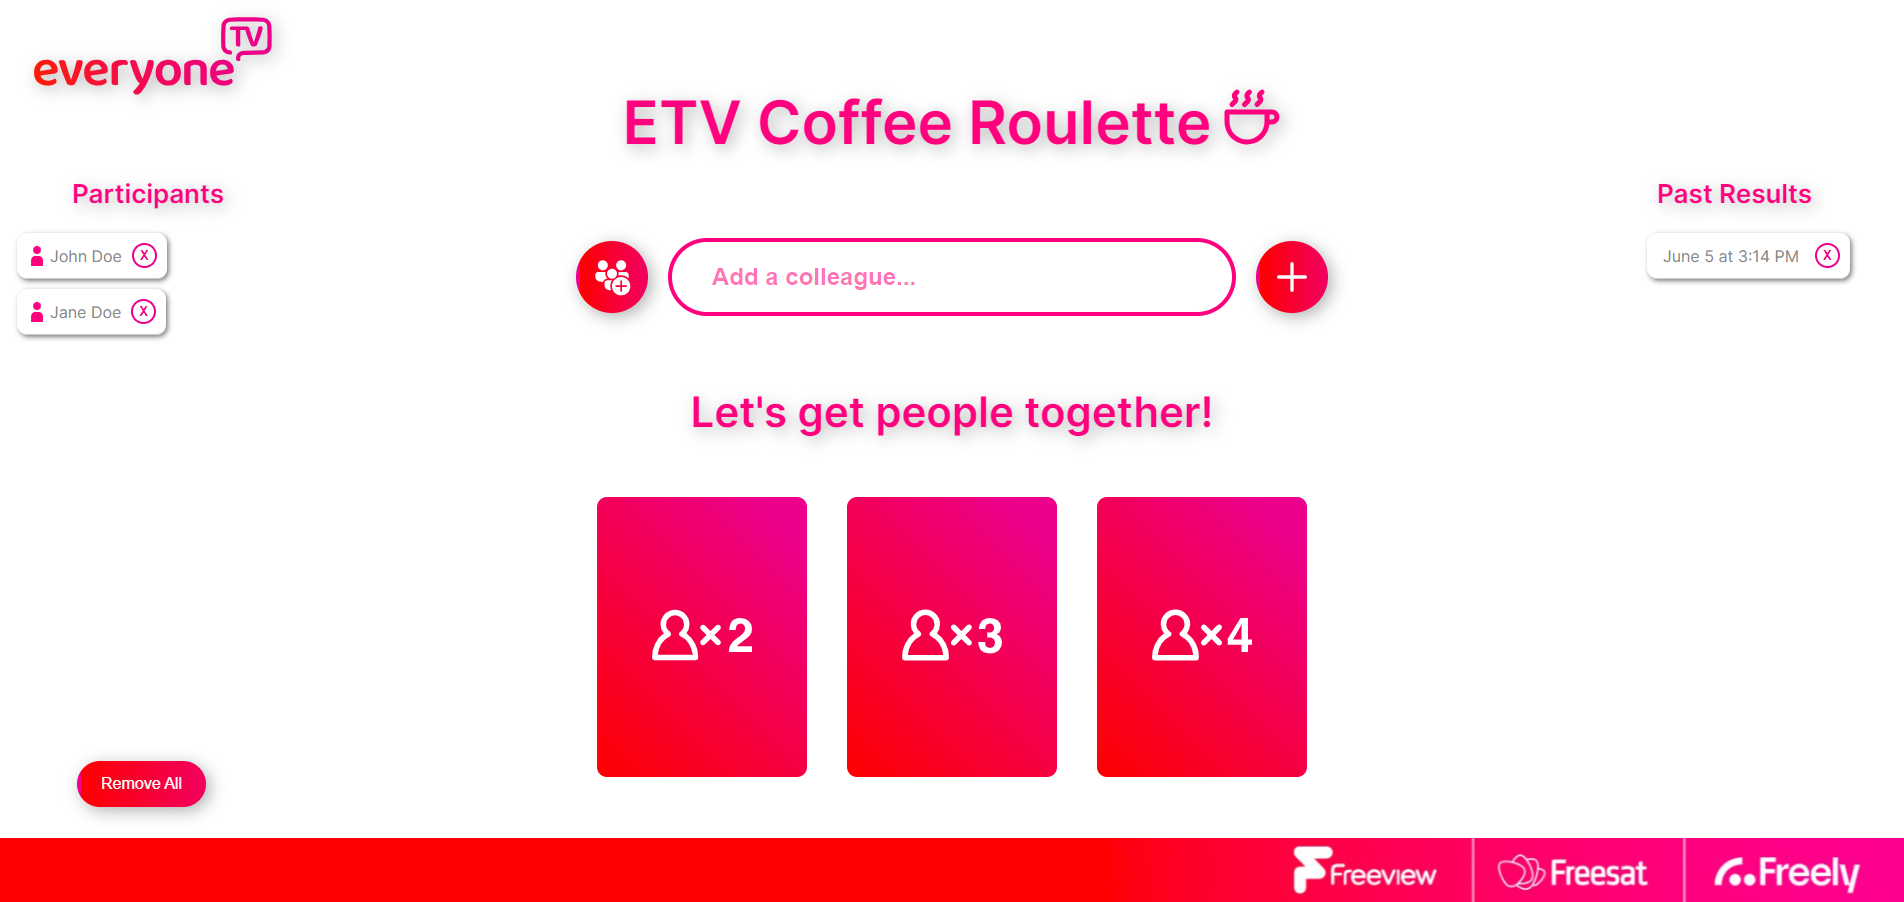 everyone TV
ETV Coffee Roulette
Participants
John Doe X
Jane Doe X
Past Results
June 5 at 3:14 PM X
Add a colleague...
Let's get people together!
×2
×3
×4
Remove All
Freeview
Freesat
Freely